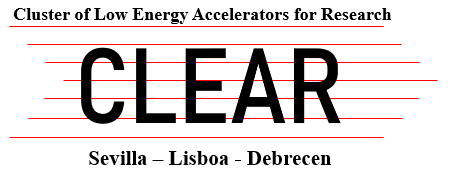 Cluster of Low Energy Accelerators for Research
CLEAR
Sevilla – Lisboa - Debrecen